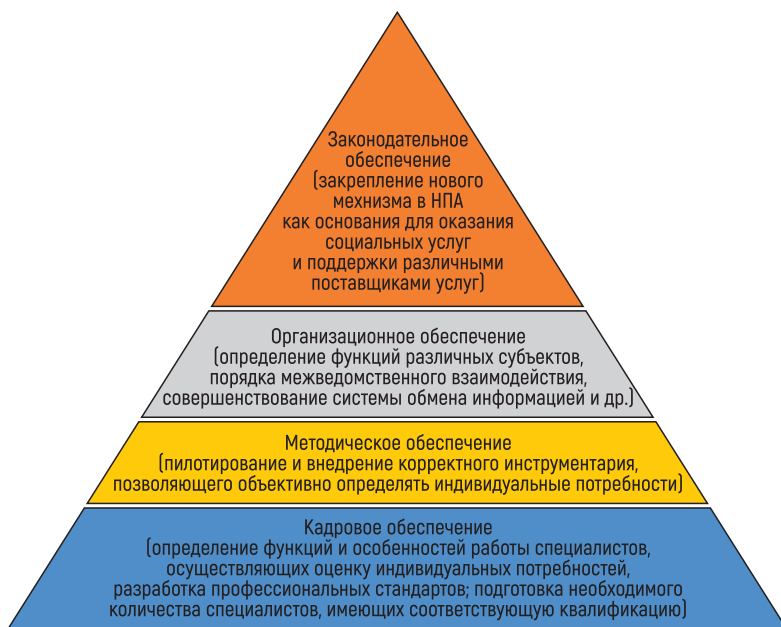 Законодательное
обеспечение
(закрепление нового
мехнизма в НПА
как основания для оказания
социальных услуг
и поддержки различными
поставщиками услуг)
Организационное обеспечение
(определение функций различных субъектов,
порядка межведомственного взаимодействия,
совершенствование системы обмена информацией и др.)
Методическое обеспечение
(пилотирование и внедрение корректного инструментария,
позволяющего объективно определять индивидуальные потребности)
Кадровое обеспечение
(определение функций и особенностей работы специалистов,
осуществляющих оценку индивидуальных потребностей,
разработка профессиональных стандартов; подготовка необходимого
количества специалистов, имеющих соответствующую квалификацию)